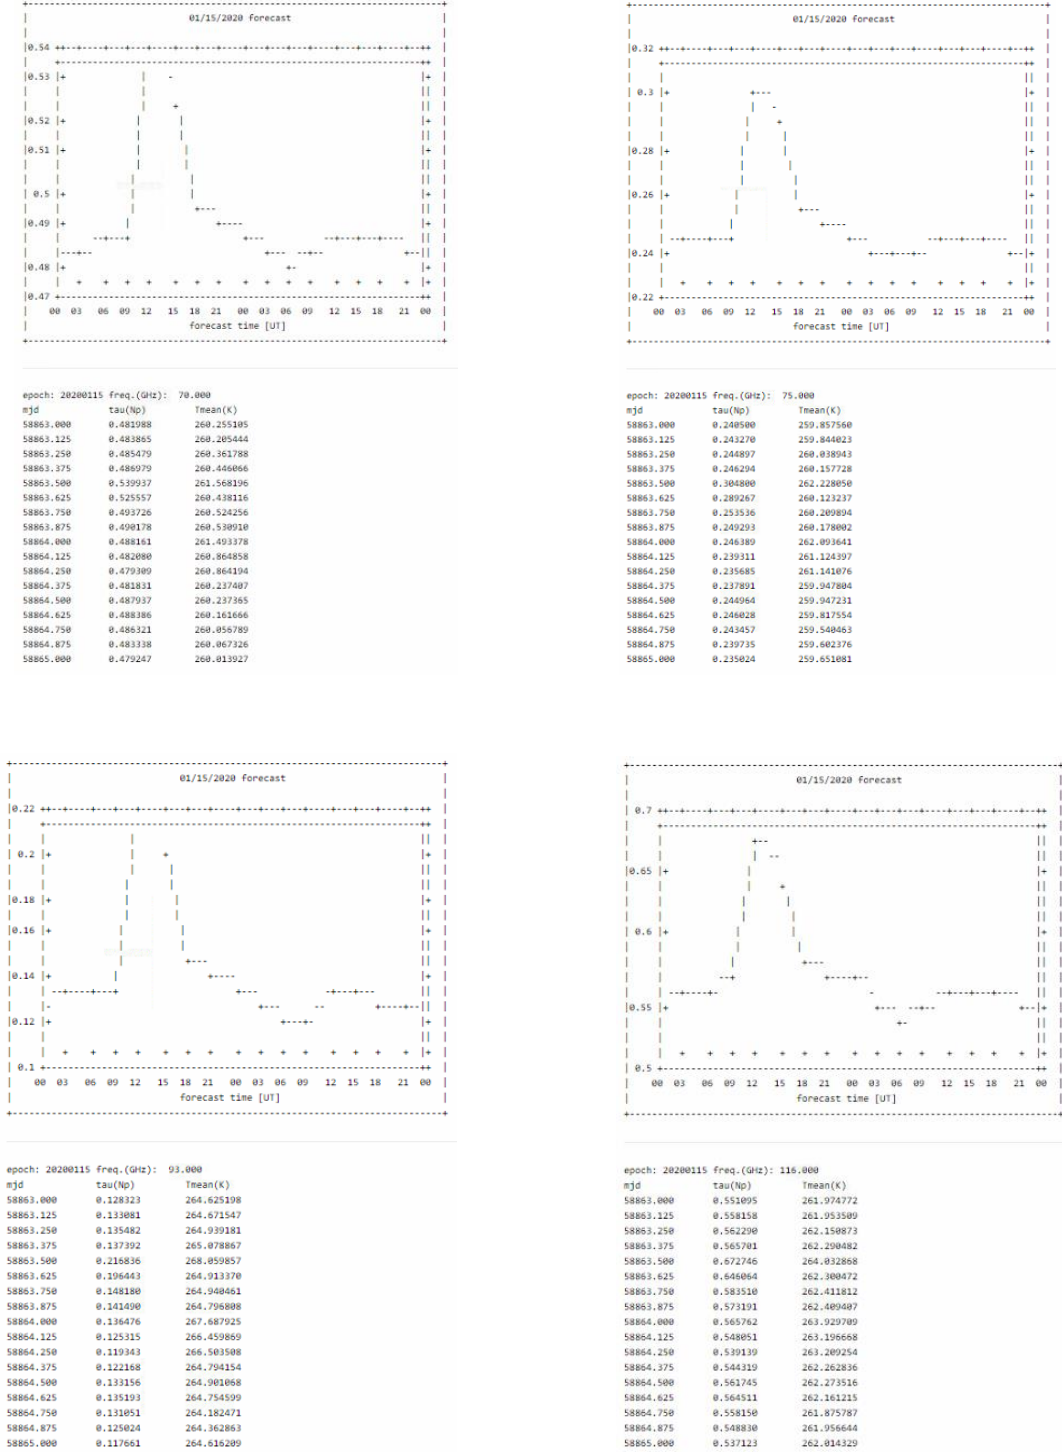 01/15/2020 forecast
0.54
0.53
0.52
0.51
0.5
0.49
0.48
0.47
00 03 06 09 12 15 18 21 00 03 06 09 12 15 18 21 00
forecast time [UT]
epoch: 20200115 freq.(GHz): 70.000
mjd tau(Np) Tmean(K)
58863.000 0.481988 260.255105
58863.125 0.483865 260.205444
58863.250 0.485479 260.361788
58863.375 0.486979 260.446066
58863.500 0.539937 261.568196
58863.625 0.525557 260.438116
58863.750 0.493726 260.524256
58863.875 0.490178 260.530910
58864.000 0.488161 261.493378
58864.125 0.482080 260.864858
58864.250 0.479309 260.864194
58864.375 0.481831 260.237407
58864.500 0.487937 260.237365
58864.625 0.488386 260.161666
58864.750 0.486321 260.056789
58864.875 0.483338 260.067326
58865.000 0.479247 260.013927
01/15/2020 forecast
0.32
0.3
0.28
0.26
0.24
0.22
00 03 06 09 12 15 18 21 00 03 06 09 12 15 18 21 00
forecast time [UT]
epoch: 20200115 freq.(GHz): 75.000
mjd tau(Np) Tmean(K)
58863.000 0.240500 259.857560
58863.125 0.243270 259.844023
58863.250 0.244897 260.038943
58863.375 0.246294 260.157728
58863.500 0.304800 262.228050
58863.625 0.289267 260.123237
58863.750 0.253536 260.209894
58863.875 0.249293 260.178002
58864.000 0.246389 262.093641
58864.125 0.239311 261.124397
58864.250 0.235685 261.141076
58864.375 0.237891 259.947804
58864.500 0.244964 259.947231
58864.625 0.246028 259.817554
58864.750 0.243457 259.540463
58864.875 0.239735 259.602376
58865.000 0.235024 259.651081
01/15/2020 forecast
0.22
0.2
0.18
0.16
0.14
0.12
0.1
00 03 06 09 12 15 18 21 00 03 06 09 12 15 18 21 00
forecast time [UT]
epoch: 20200115 freq.(GHz): 93.000
mjd tau(Np) Tmean(K)
58863.000 0.128323 264.625198
58863.125 0.133081 264.671547
58863.250 0.135482 264.939181
58863.375 0.137392 265.078867
58863.500 0.216836 268.059857
58863.625 0.196443 264.913370
58863.750 0.148180 264.940461
58863.875 0.141490 264.796808
58864.000 0.136476 267.687925
58864.125 0.125315 266.459869
58864.250 0.119343 266.503508
58864.375 0.122168 264.794154
58864.500 0.133156 264.901068
58864.625 0.135193 264.754599
58864.750 0.131051 264.182471
58864.875 0.125024 264.362863
58865.000 0.117661 264.616209
01/15/2020 forecast
0.7
0.65
0.6
0.55
0.5
00 03 06 09 12 15 18 21 00 03 06 09 12 15 18 21 00
forecast time [UT]
epoch: 20200115 freq.(GHz): 116.000
mjd tau(Np) Tmean(K)
58863.000 0.551095 261.974772
58863.125 0.558158 261.953509
58863.250 0.562290 262.150873
58863.375 0.565701 262.290482
58863.500 0.672746 264.032868
58863.625 0.646064 262.300472
58863.750 0.583510 262.411812
58863.875 0.573191 262.409407
58864.000 0.565762 263.929709
58864.125 0.548051 263.196668
58864.250 0.539139 263.209254
58864.375 0.544319 262.262836
58864.500 0.561745 262.273516
58864.625 0.564511 262.161215
58864.750 0.558150 261.875787
58864.875 0.548830 261.956644
58865.000 0.537123 262.014329